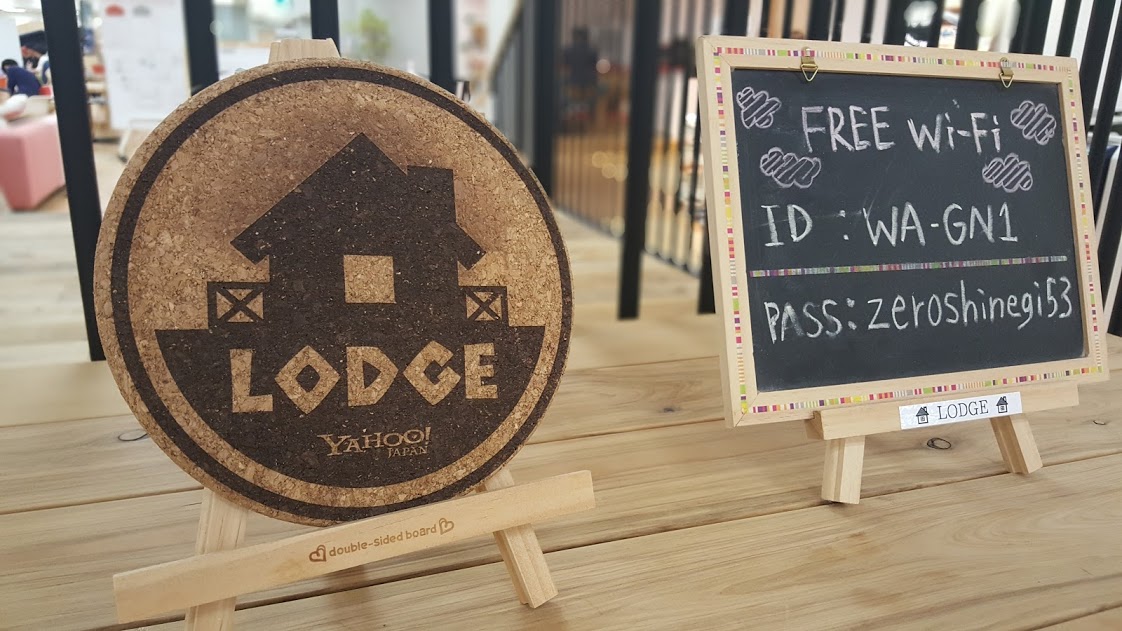 LODGE
YAHOO!
JAPAN
double-sided board
FREE Wi-Fi
ID : WA-GN1
PASS: zeroshinegi53
LODGE